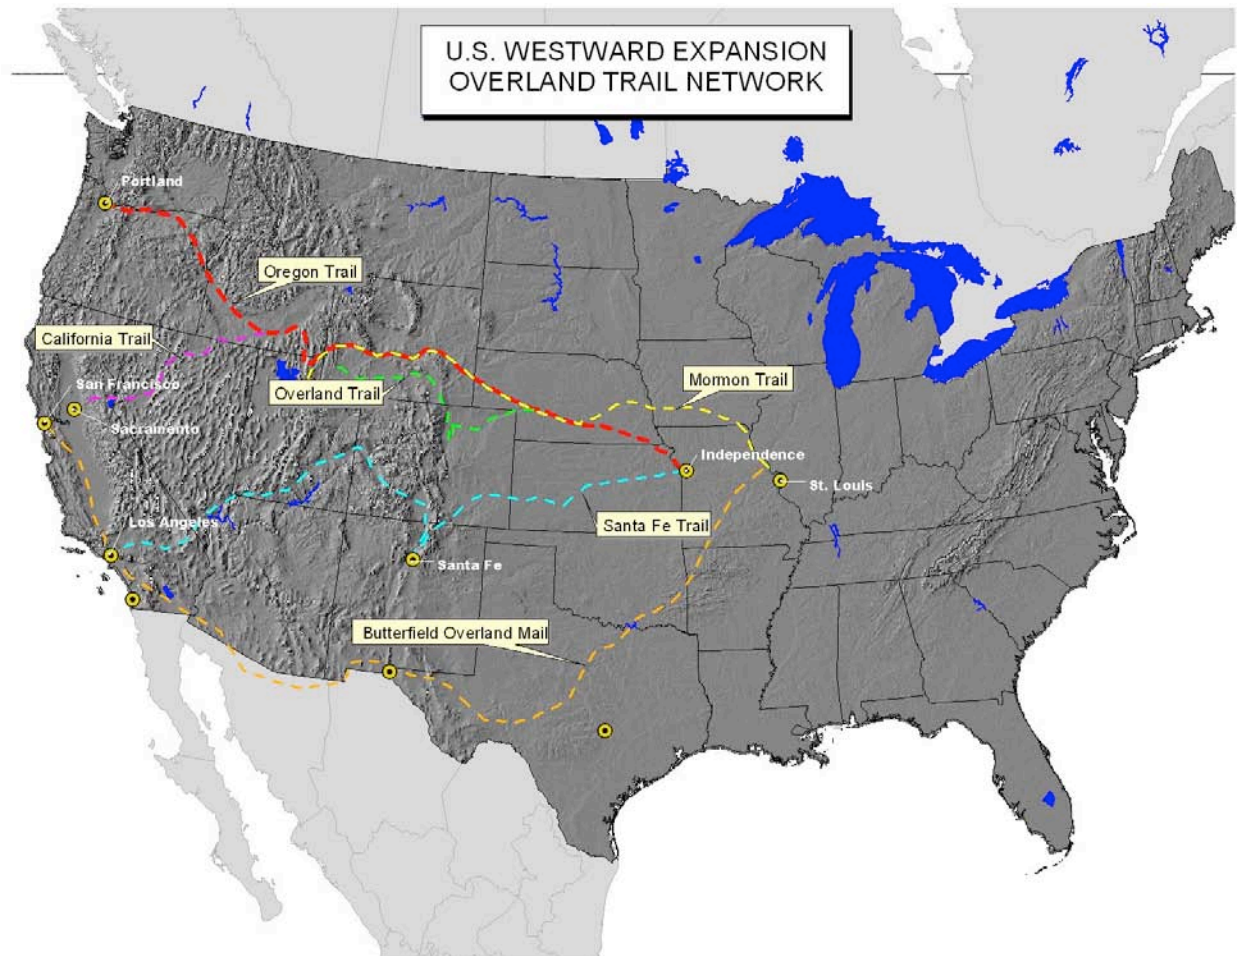 U.S. WESTWARD EXPANSION
OVERLAND TRAIL NETWORK
Portland
Oregon Trail
California Trail
San Francisco
Overland Trail
Mormon Trail
Sacramento
Independence
St. Louis
Los Angeles
Santa Fe Trail
Santa Fe
Butterfield Overland Mail